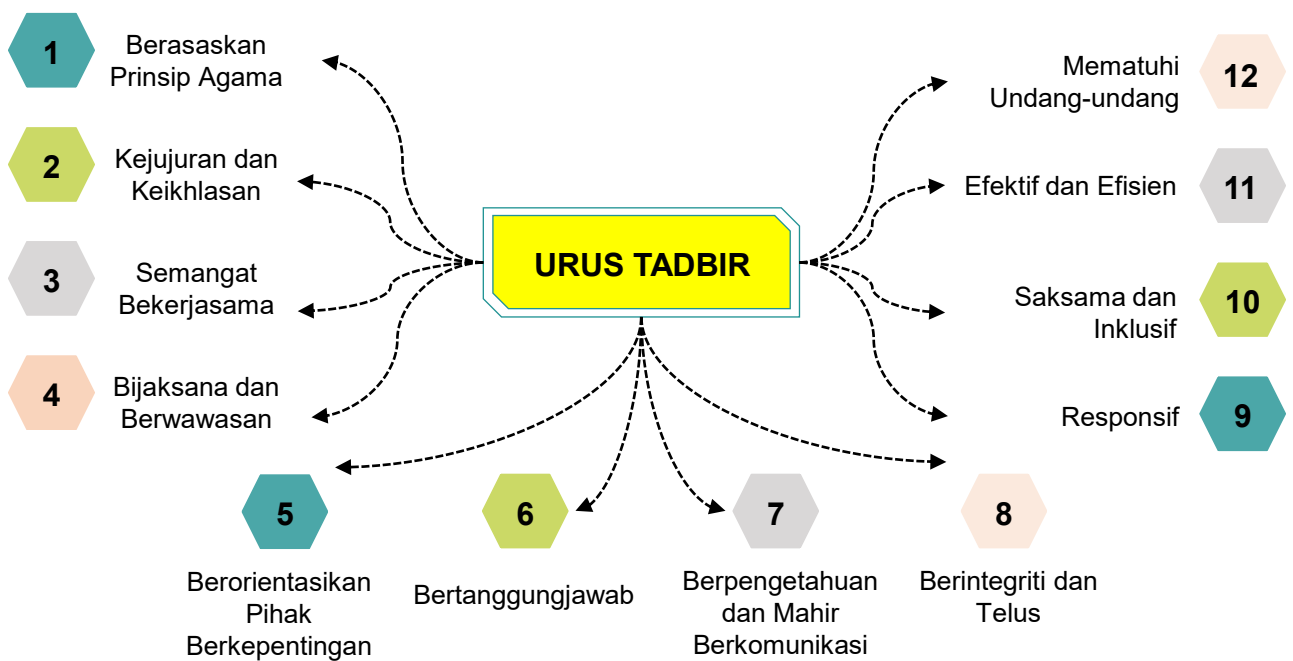 URUS TADBIR
1
Berasaskan
Prinsip Agama
2
Kejujuran dan
Keikhlasan
3
Semangat
Bekerjasama
4
Bijaksana dan
Berwawasan
5
Berorientasikan
Pihak
Berkepentingan
6
Bertanggungjawab
7
Berpengetahuan
dan Mahir
Berkomunikasi
8
Berintegriti dan
Telus
9
Responsif
10
Saksama dan
Inklusif
11
Efektif dan Efisien
12
Mematuhi
Undang-undang